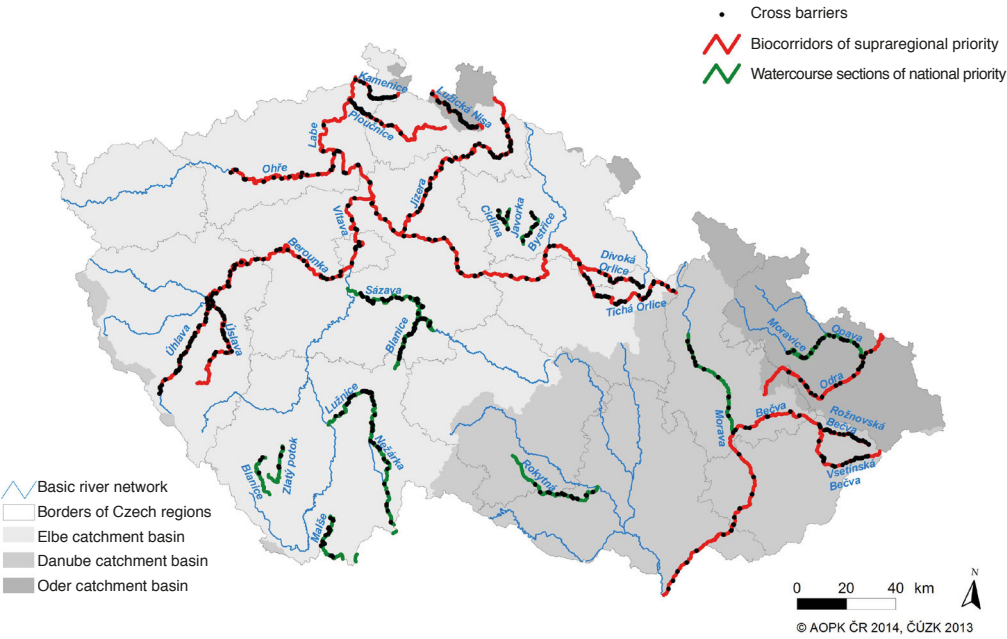 Cross barriers
Biocorridors of supraregional priority
Watercourse sections of national priority
Kamenice
Lužická Nisa
Ploučnice
Labe
Ohře
Jizera
Vltava
Cidlina
Javorka
Bystřice
Berounka
Divoká
Orlice
Tichá Orlice
Sázava
Blanice
Úhlava
Úslava
Moravice
Opava
Odra
Lužnice
Nežárka
Morava
Bečva
Rožnovská
Bečva
Vsetínská
Bečva
Blanice
Zlatý potok
Rokytná
Malše
Basic river network
Borders of Czech regions
Elbe catchment basin
Danube catchment basin
Oder catchment basin
N
0 20 40 km
© AOPK ČR 2014, ČÚZK 2013